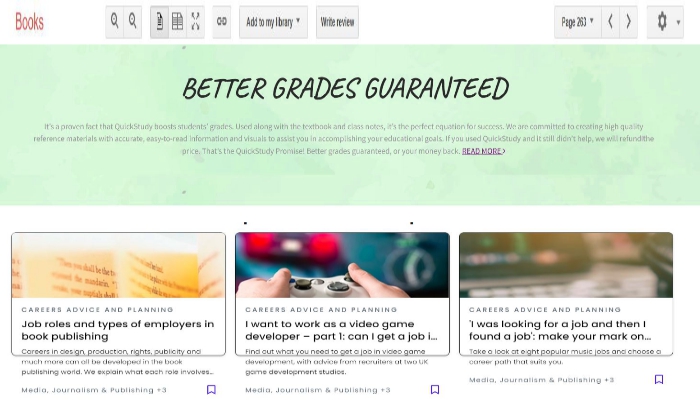 Books
Add to my library
Write review
Page 263
BETTER GRADES GUARANTEED
It's a proven fact that QuickStudy boosts students' grades. Used along with the textbook and class notes, it's the perfect equation for success. We are committed to creating high quality
reference materials with accurate, easy-to-read information and visuals to assist you in accomplishing your educational goals. If you used QuickStudy and it still didn't help, we will refund the
price. That's the QuickStudy Promise! Better grades guaranteed, or your money back. READ MORE
CAREERS ADVICE AND PLANNING
Job roles and types of employers in
book publishing
Careers in design, production, rights, publicity and
much more can all be developed in the book
publishing world. We explain what each role involves...
Media, Journalism & Publishing +3
CAREERS ADVICE AND PLANNING
I want to work as a video game
developer – part 1: can I get a job i...
Find out what you need to get a job in video game
development, with advice from recruiters at two UK
game development studios.
Media, Journalism & Publishing +3
CAREERS ADVICE AND PLANNING
'I was looking for a job and then I
found a job': make your mark on...
Take a look at eight popular music jobs and choose a
career path that suits you.
Media, Journalism & Publishing +3